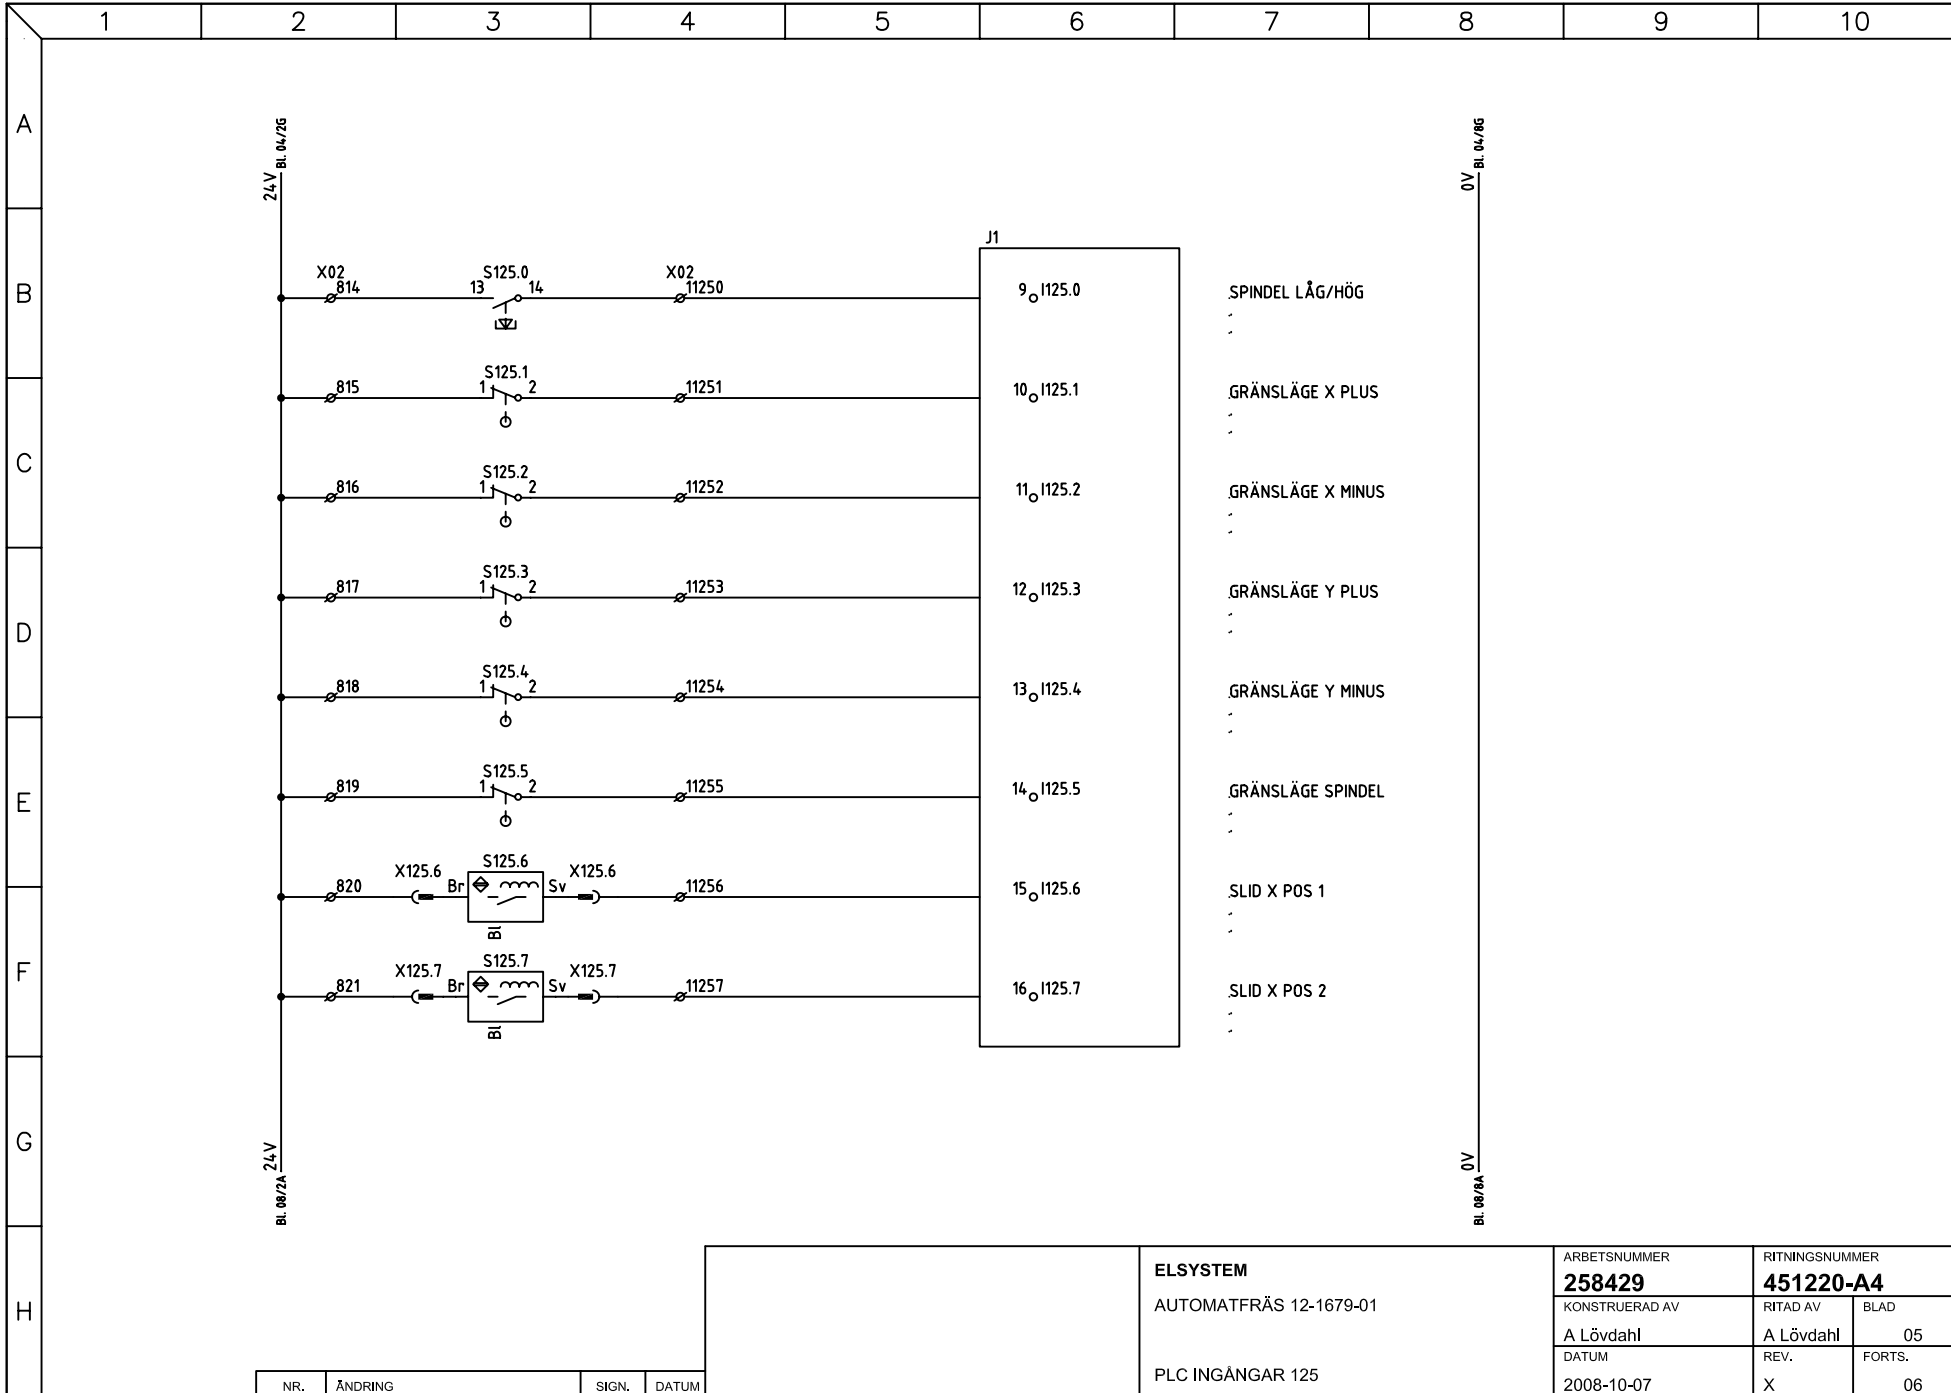 1 2 3 4 5 6 7 8 9 10
A
B
C
D
E
F
G
H
24V Bl. 04/2G
0V Bl. 04/8G
J1
X02 814 13 S125.0 14 X02 11250 9 I125.0 SPINDEL LÅG/HÖG
815 1 S125.1 2 11251 10 I125.1 GRÄNSLÄGE X PLUS
816 1 S125.2 2 11252 11 I125.2 GRÄNSLÄGE X MINUS
817 1 S125.3 2 11253 12 I125.3 GRÄNSLÄGE Y PLUS
818 1 S125.4 2 11254 13 I125.4 GRÄNSLÄGE Y MINUS
819 1 S125.5 2 11255 14 I125.5 GRÄNSLÄGE SPINDEL
820 X125.6 Br S125.6 Sv X125.6 11256 15 I125.6 SLID X POS 1
Bl
821 X125.7 Br S125.7 Sv X125.7 11257 16 I125.7 SLID X POS 2
Bl
24V Bl. 08/2A
0V Bl. 08/8A
NR. ÄNDRING SIGN. DATUM
ELSYSTEM
AUTOMATFRÄS 12-1679-01
PLC INGÅNGAR 125
ARBETSNUMMER
258429
RITNINGSNUMMER
451220-A4
KONSTRUERAD AV
A Lövdahl
RITAD AV
A Lövdahl
BLAD
05
DATUM
2008-10-07
REV.
X
FORTS.
06